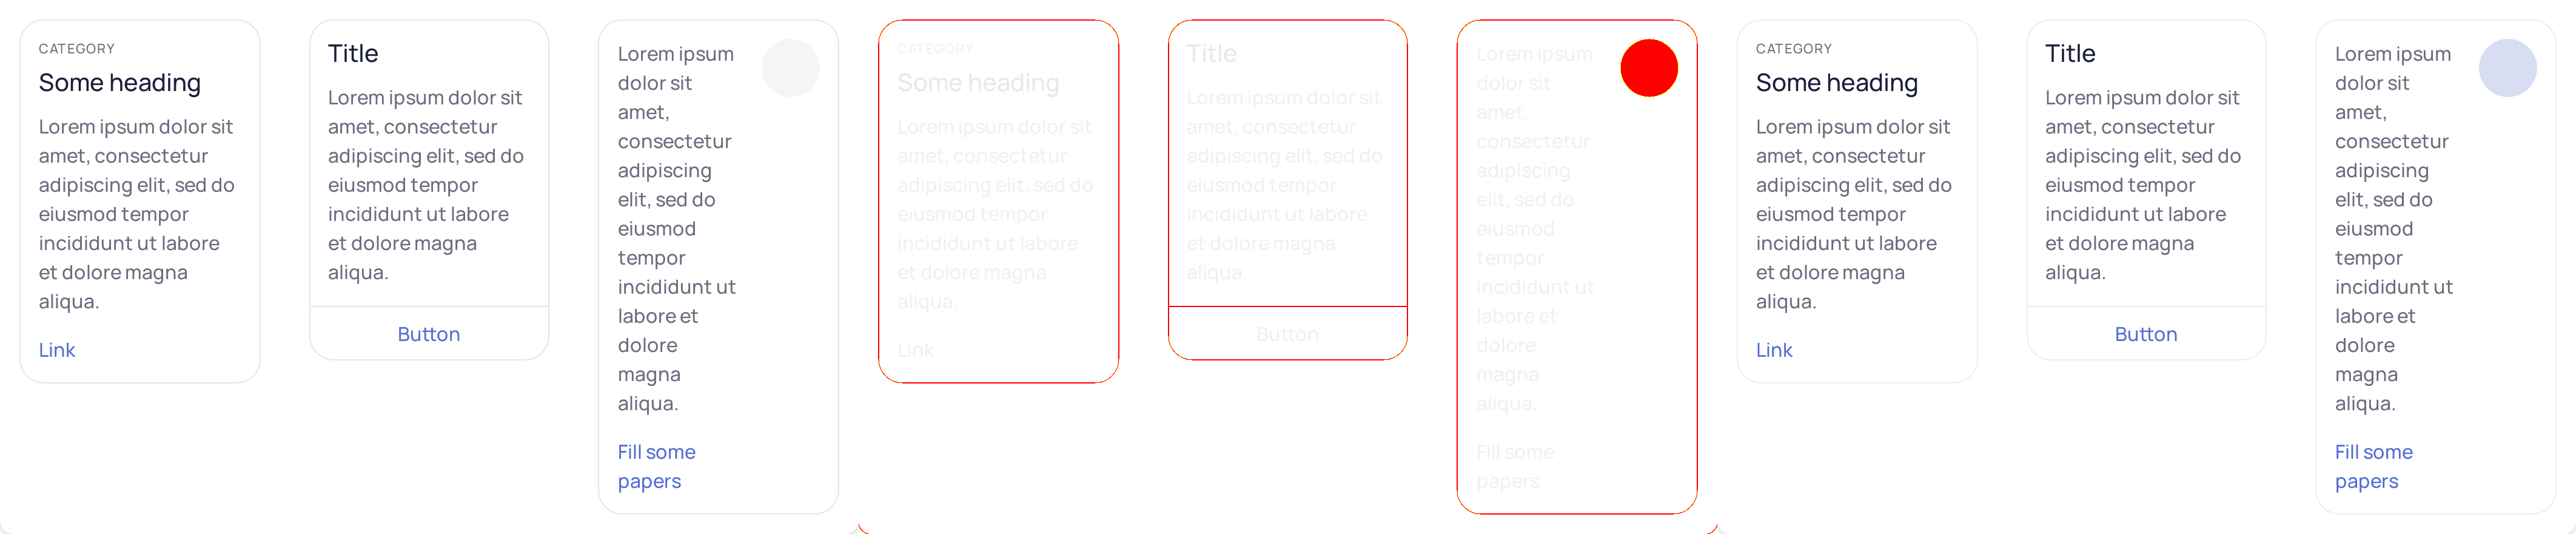 CATEGORY
Some heading
Lorem ipsum dolor sit
amet, consectetur
adipiscing elit, sed do
eiusmod tempor
incididunt ut labore
et dolore magna
aliqua.
Link
Title
Lorem ipsum dolor sit
amet, consectetur
adipiscing elit, sed do
eiusmod tempor
incididunt ut labore
et dolore magna
aliqua.
Button
Lorem ipsum
dolor sit
amet,
consectetur
adipiscing
elit, sed do
eiusmod
tempor
incididunt ut
labore et
dolore
magna
aliqua.
Fill some
papers
CATEGORY
Some heading
Lorem ipsum dolor sit
amet, consectetur
adipiscing elit, sed do
eiusmod tempor
incididunt ut labore
et dolore magna
aliqua.
Link
Title
Lorem ipsum dolor sit
amet, consectetur
adipiscing elit, sed do
eiusmod tempor
incididunt ut labore
et dolore magna
aliqua.
Button
Lorem ipsum
dolor sit
amet,
consectetur
adipiscing
elit, sed do
eiusmod
tempor
incididunt ut
labore et
dolore
magna
aliqua.
Fill some
papers
CATEGORY
Some heading
Lorem ipsum dolor sit
amet, consectetur
adipiscing elit, sed do
eiusmod tempor
incididunt ut labore
et dolore magna
aliqua.
Link
Title
Lorem ipsum dolor sit
amet, consectetur
adipiscing elit, sed do
eiusmod tempor
incididunt ut labore
et dolore magna
aliqua.
Button
Lorem ipsum
dolor sit
amet,
consectetur
adipiscing
elit, sed do
eiusmod
tempor
incididunt ut
labore et
dolore
magna
aliqua.
Fill some
papers